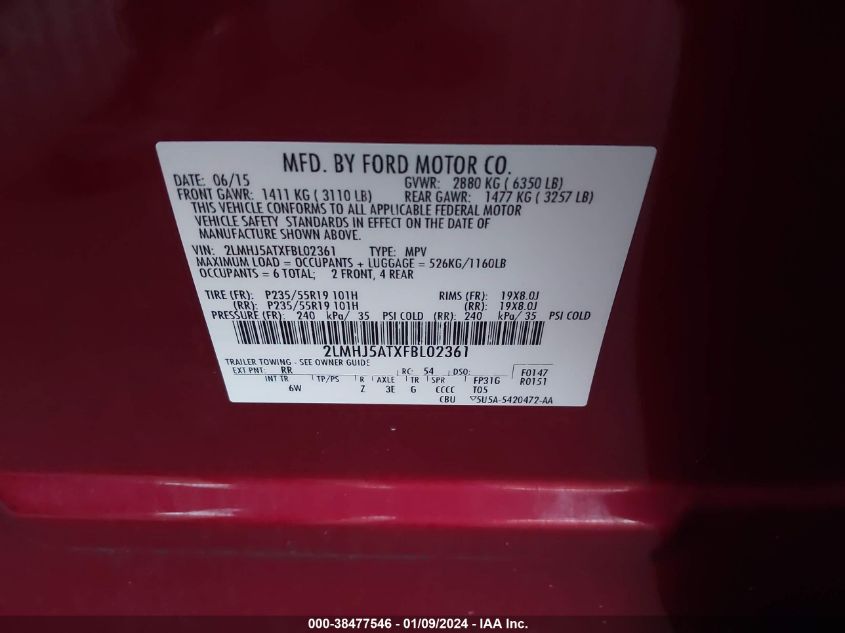 MFD. BY FORD MOTOR CO.
DATE: 06/15 GVWR: 2880 KG ( 6350 LB)
FRONT GAWR: 1411 KG ( 3110 LB) REAR GAWR: 1477 KG ( 3257 LB)
THIS VEHICLE CONFORMS TO ALL APPLICABLE FEDERAL MOTOR
VEHICLE SAFETY STANDARDS IN EFFECT ON THE DATE OF
MANUFACTURE SHOWN ABOVE.
VIN: 2LMHJ5ATXFBL02361 TYPE: MPV
MAXIMUM LOAD = OCCUPANTS + LUGGAGE = 526KG/1160LB
OCCUPANTS = 6 TOTAL; 2 FRONT, 4 REAR
TIRE (FR): P235/55R19 101H RIMS (FR): 19X8.0J
(RR): P235/55R19 101H (RR): 19X8.0J
PRESSURE (FR): 240 kPa/ 35 PSI COLD (RR): 240 kPa/ 35 PSI COLD
2LMHJ5ATXFBL02361
TRAILER TOWING - SEE OWNER GUIDE
EXT PNT: RR RC: 54 DSO: F0147
INT TR TP/PS R AXLE TR SPR FP31G R0151
6W Z 3E G CCCC T05
CBU 5U5A-5420472-AA
000-38477546 - 01/09/2024 - IAA Inc.